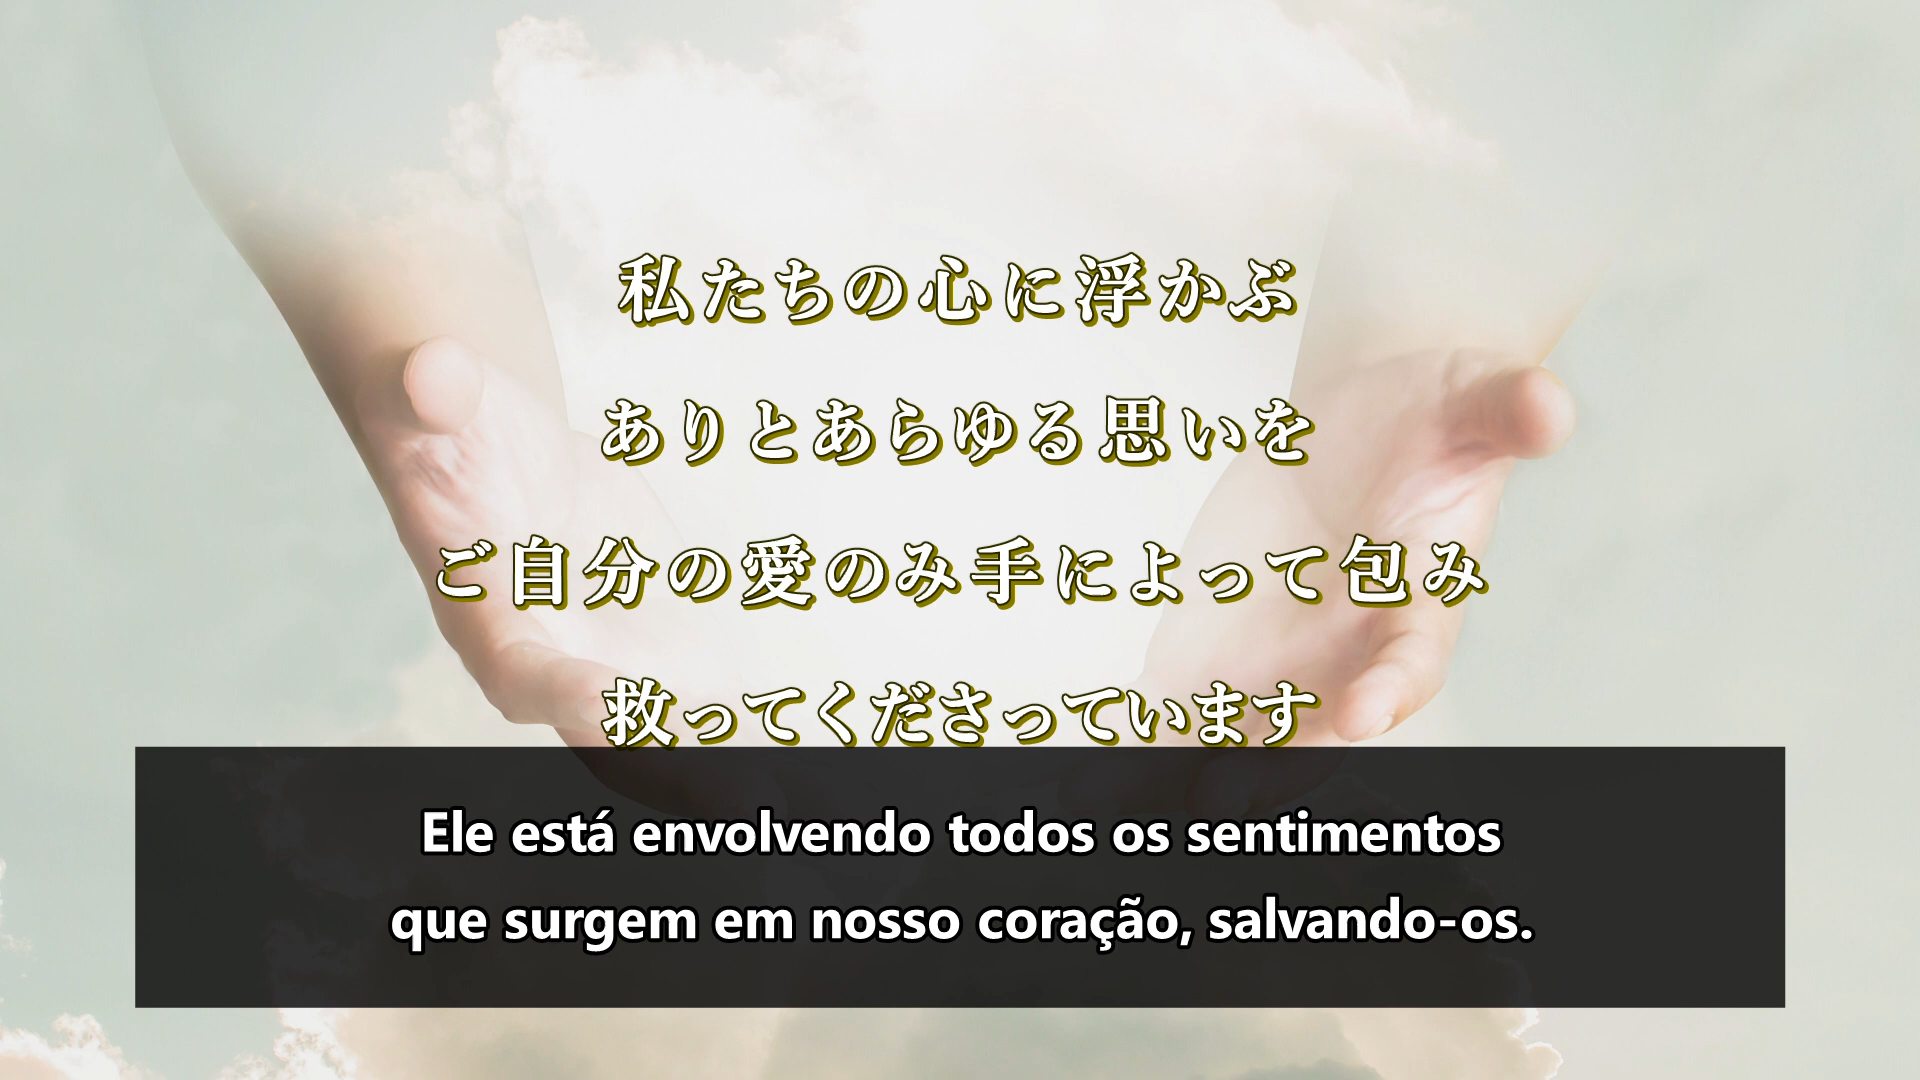 私たちの心に浮かぶ
ありとあらゆる思いを
ご自分の愛のみ手によって包み
救ってくださっています
Ele está envolvendo todos os sentimentos
que surgem em nosso coração, salvando-os.